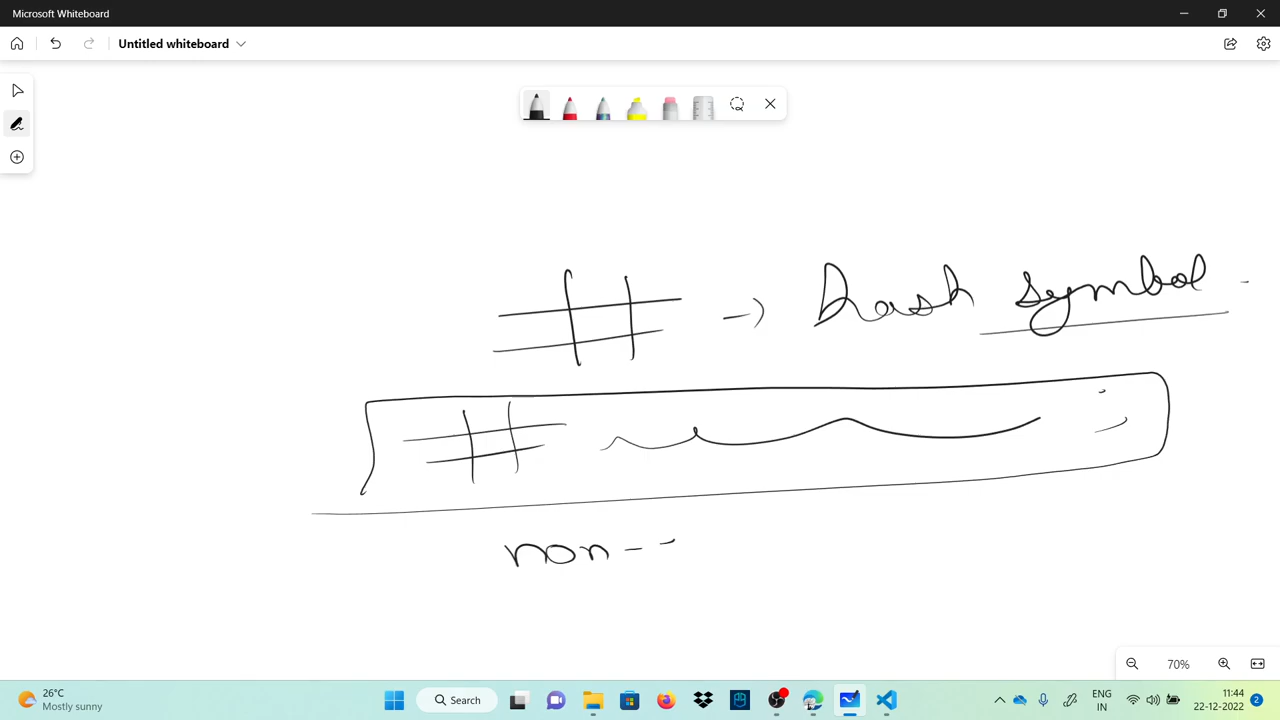 Microsoft Whiteboard
Untitled whiteboard
# -> hash symbol.
# ;
non--
70%
26°C
Mostly sunny
Search
ENG
IN
11:44
22-12-2022
2